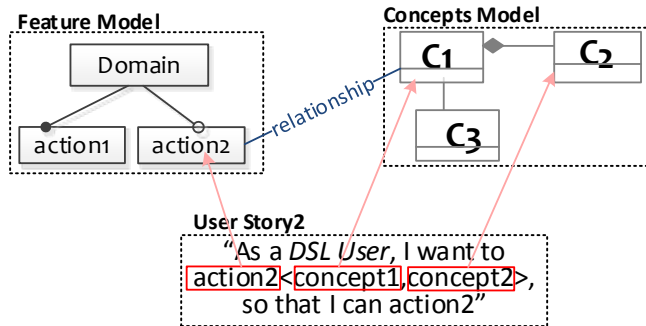 Feature Model
Concepts Model
Domain
C1
C2
relationship
action1
action2
C3
User Story2
“As a DSL User, I want to
action2<concept1,concept2>,
so that I can action2”